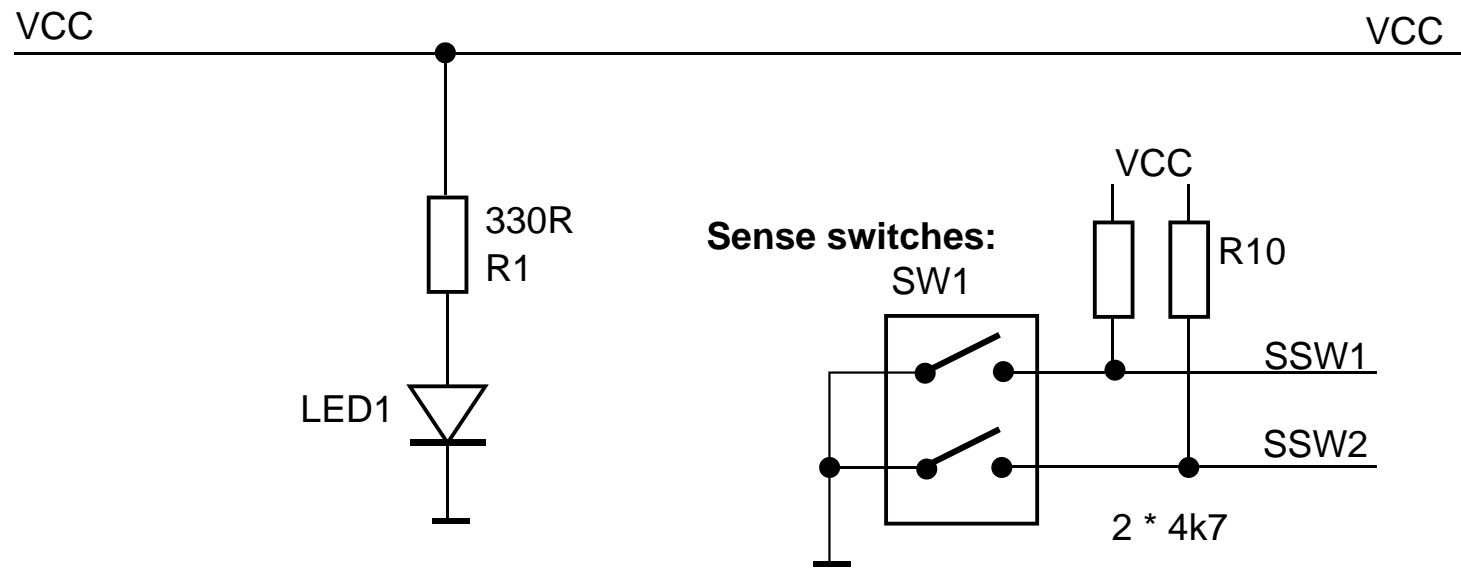 VCC
VCC
330R
R1
LED1
Sense switches:
SW1
VCC
R10
SSW1
SSW2
2 * 4k7